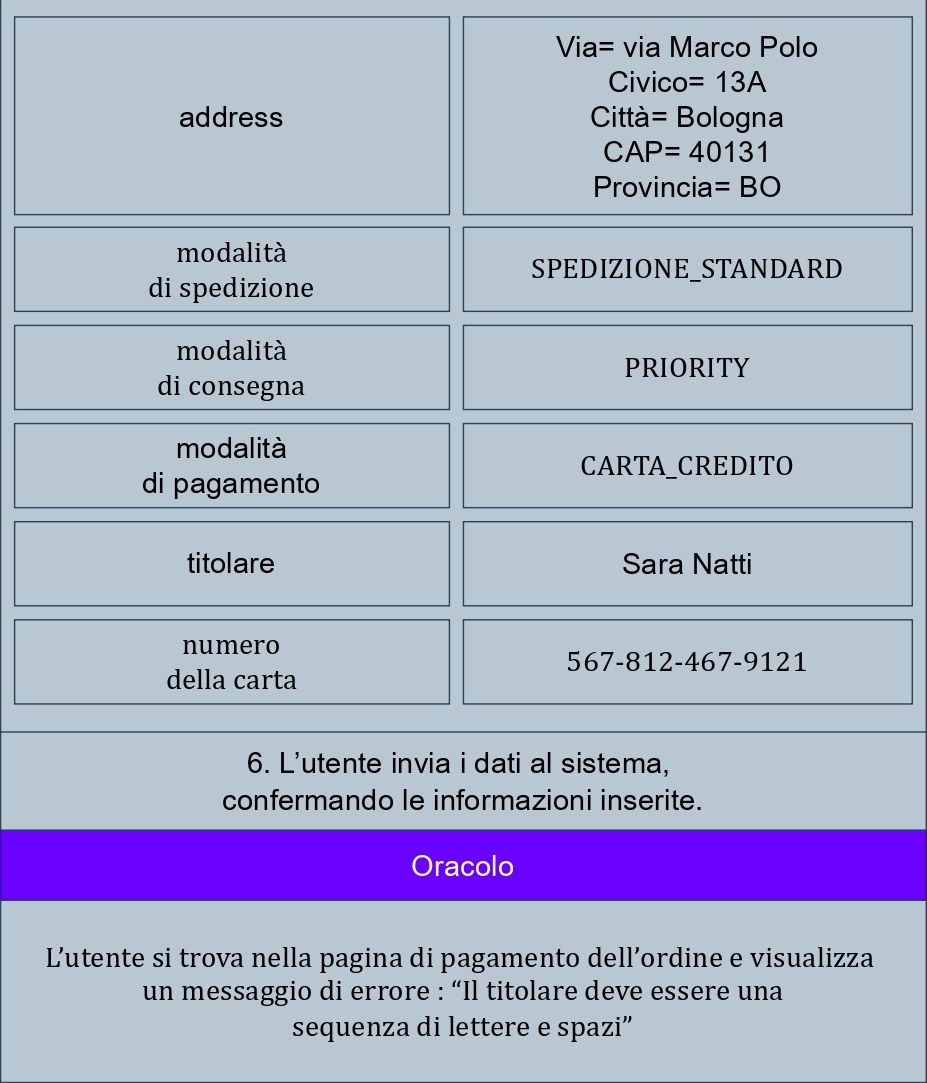 address
Via= via Marco Polo
Civico= 13A
Città= Bologna
CAP= 40131
Provincia= BO
modalità
di spedizione
SPEDIZIONE_STANDARD
modalità
di consegna
PRIORITY
modalità
di pagamento
CARTA_CREDITO
titolare
Sara Natti
numero
della carta
567-812-467-9121
6. L’utente invia i dati al sistema,
confermando le informazioni inserite.
Oracolo
L’utente si trova nella pagina di pagamento dell’ordine e visualizza
un messaggio di errore : “Il titolare deve essere una
sequenza di lettere e spazi”